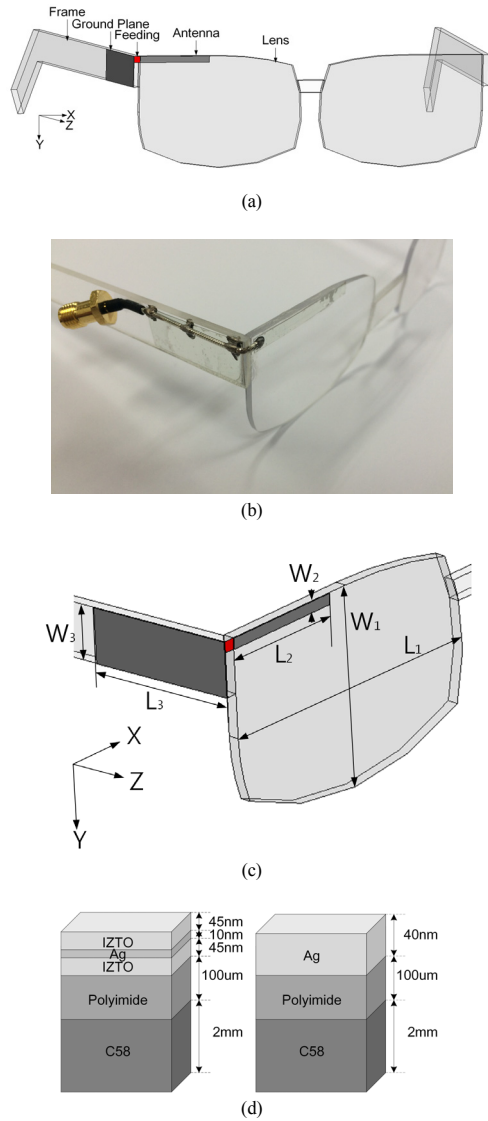 Frame
Ground Plane
Feeding
Antenna
Lens
X
Z
Y
(a)
(b)
W2
W3
W1
L1
L2
L3
X
Z
Y
(c)
45nm
10nm
45nm
100um
2mm
IZTO
Ag
IZTO
Polyimide
C58
40nm
100um
2mm
Ag
Polyimide
C58
(d)